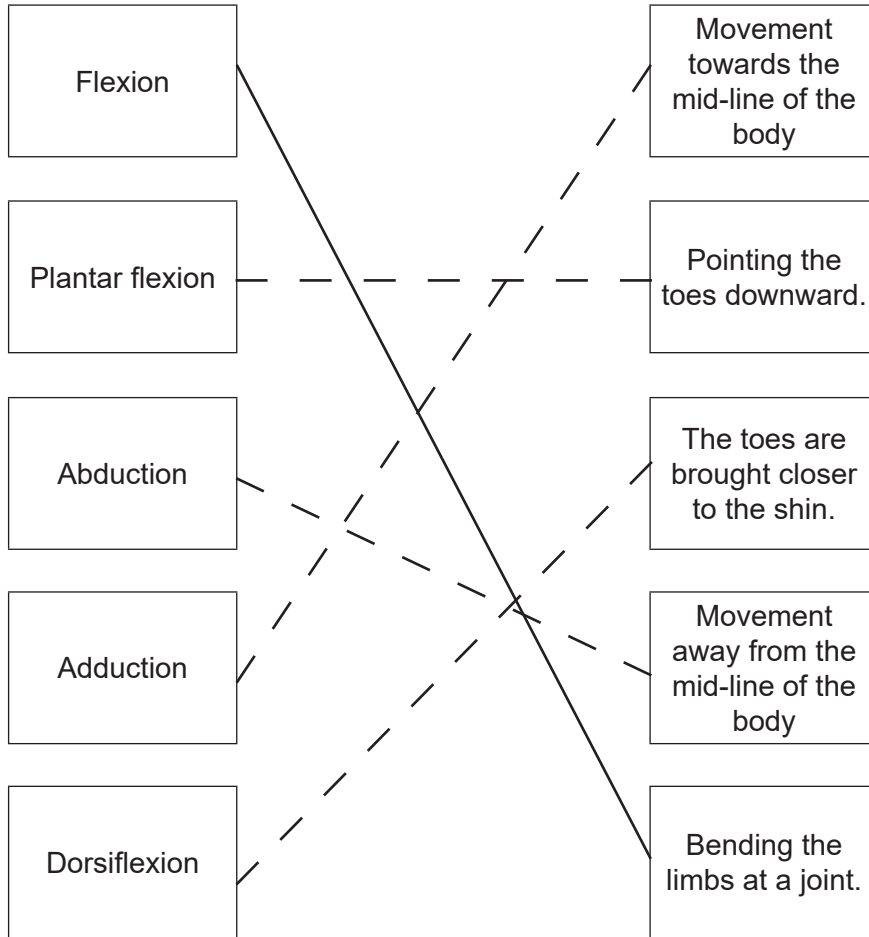 Flexion
Movement
towards the
mid-line of the
body
Plantar flexion
Pointing the
toes downward.
Abduction
The toes are
brought closer
to the shin.
Adduction
Movement
away from the
mid-line of the
body
Dorsiflexion
Bending the
limbs at a joint.